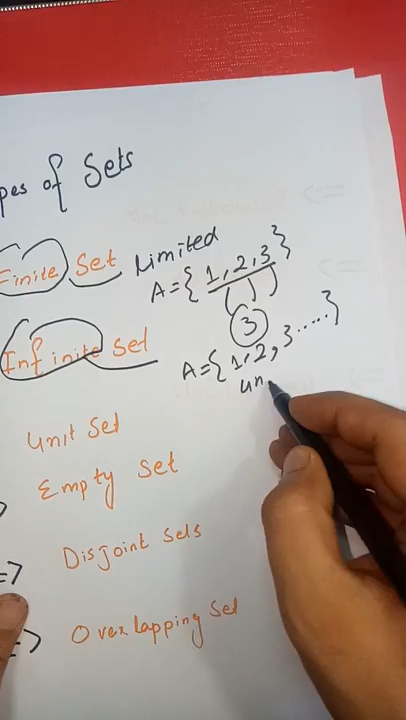 pes of Sets
Finite Set Limited
A={1,2,3}
3
Infinite Set
A={1,2,3.....}
un
Unit Set
Empty Set
=> Disjoint Sets
=> Overlapping Set